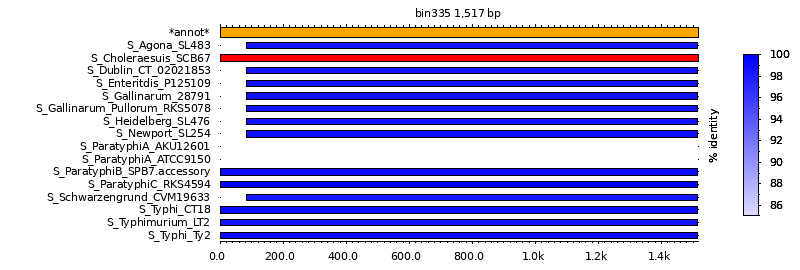 bin335 1,517 bp
*annot*
S_Agona_SL483
S_Choleraesuis_SCB67
S_Dublin_CT_02021853
S_Enteritdis_P125109
S_Gallinarum_28791
S_Gallinarum_Pullorum_RKS5078
S_Heidelberg_SL476
S_Newport_SL254
S_ParatyphiA_AKU12601
S_ParatyphiA_ATCC9150
S_ParatyphiB_SPB7.accessory
S_ParatyphiC_RKS4594
S_Schwarzengrund_CVM19633
S_Typhi_CT18
S_Typhimurium_LT2
S_Typhi_Ty2
0.0 200.0 400.0 600.0 800.0 1.0k 1.2k 1.4k
% identity
100
98
96
94
92
90
88
86